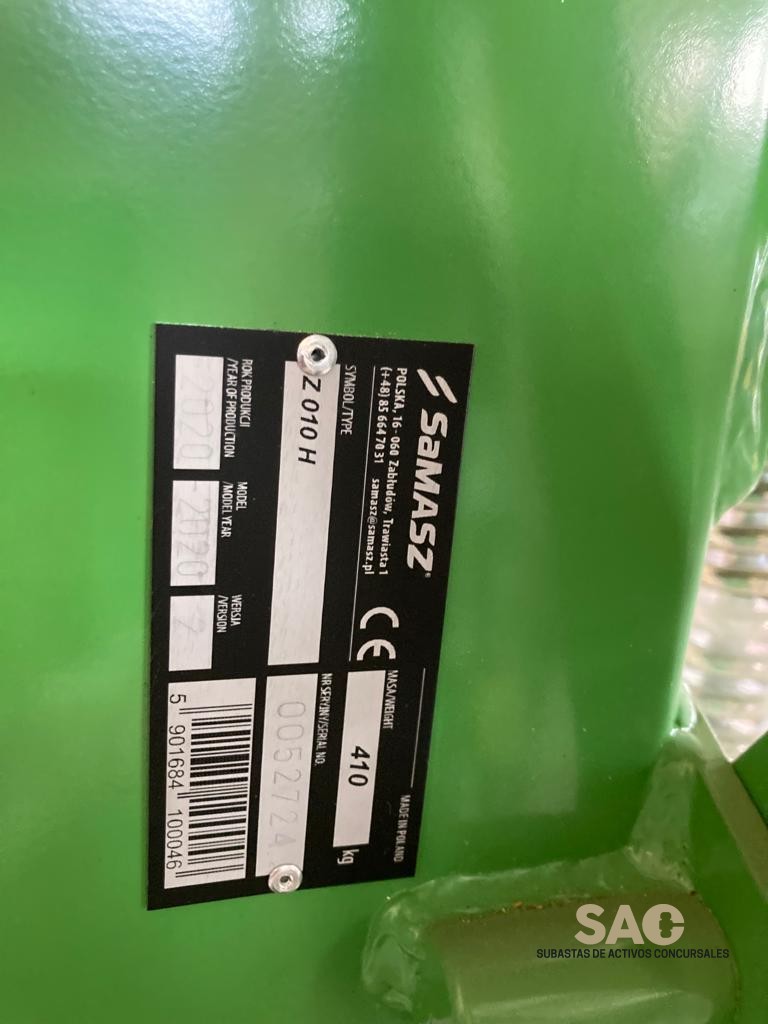 SaMASZ®
POLSKA, 16-060 Zabłudów, Trawiasta 1
(+48) 85 664 70 31 samasz@samasz.pl
CE
MADE IN POLAND
MASA/WEIGHT
410 kg
SYMBOL/TYPE
Z 010 H
NR SERYJNY/SERIAL NO.
0052724
ROK PRODUKCJI
/YEAR OF PRODUCTION
2020
MODEL
/MODEL YEAR
2020
WERSJA
/VERSION
2
5 901684 100046
SAC
SUBASTAS DE ACTIVOS CONCURSALES